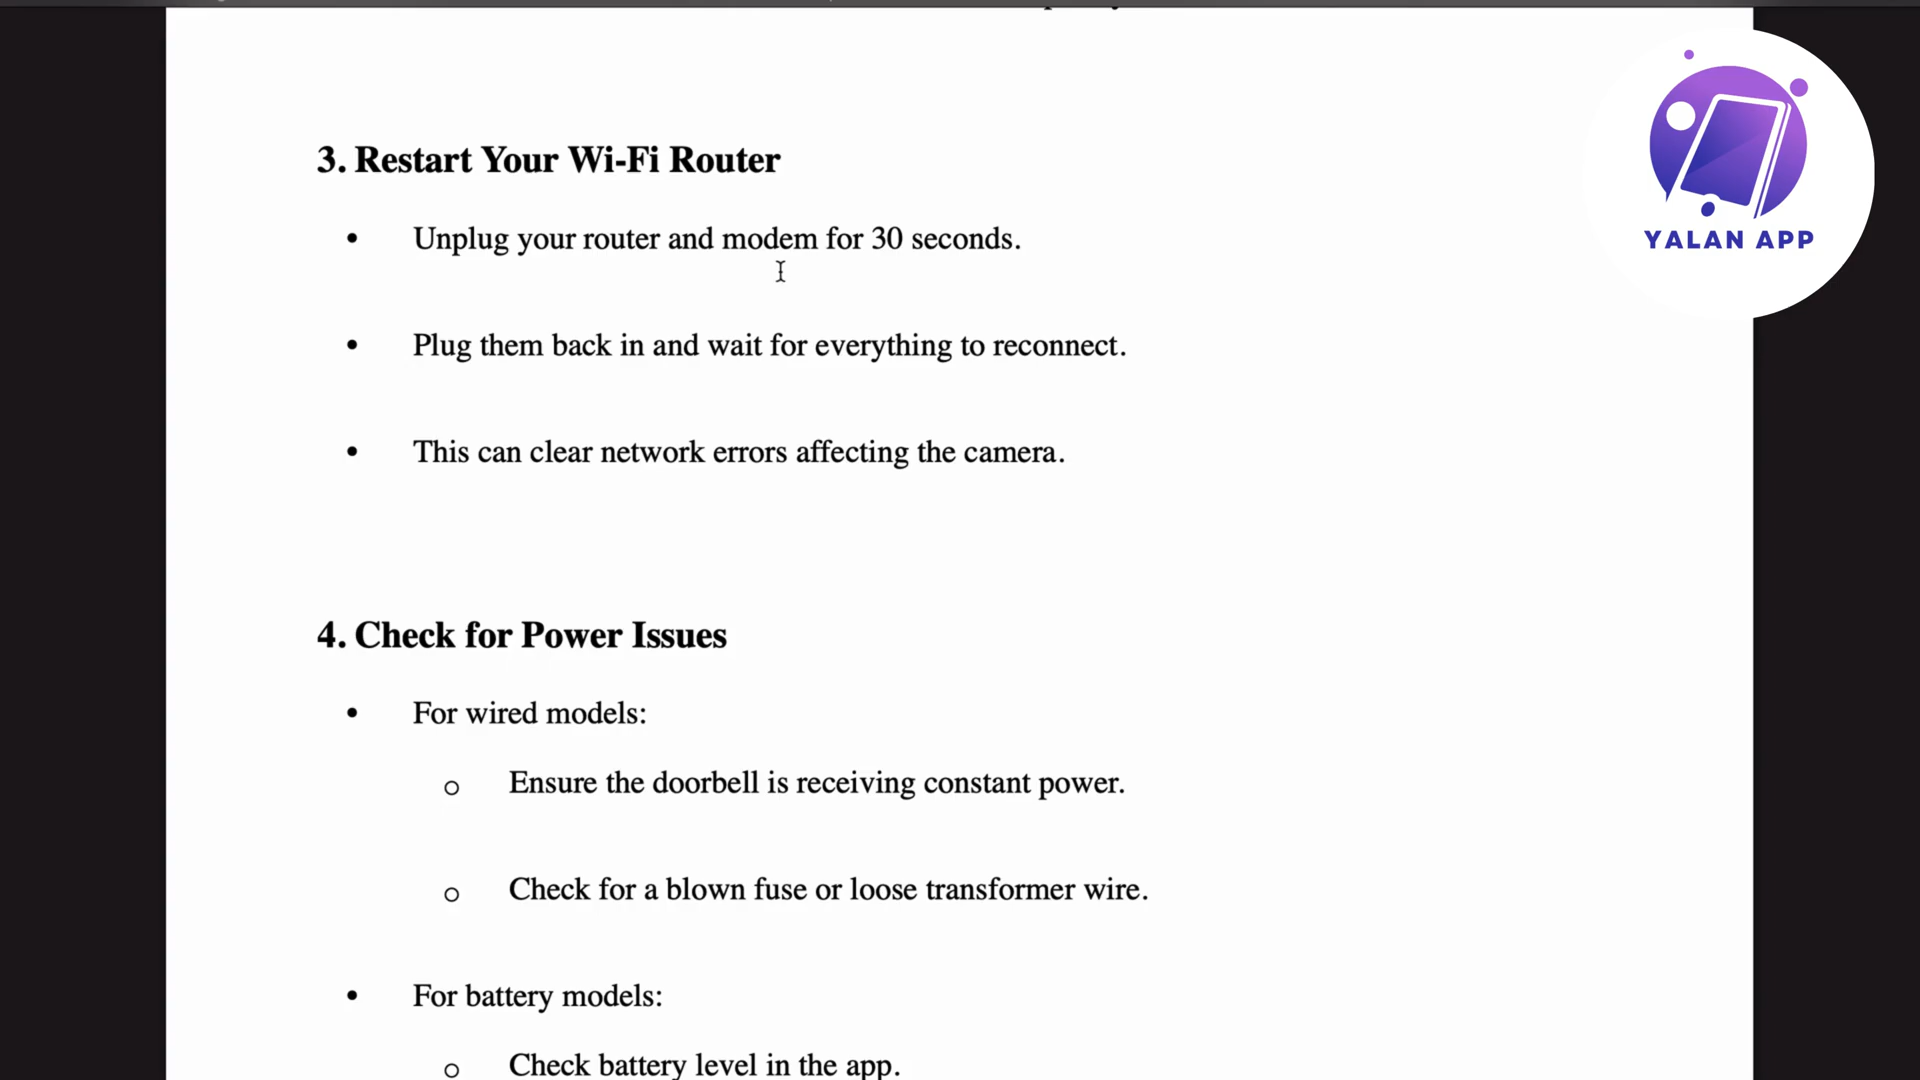 3. Restart Your Wi-Fi Router
• Unplug your router and modem for 30 seconds.
• Plug them back in and wait for everything to reconnect.
• This can clear network errors affecting the camera.
4. Check for Power Issues
• For wired models:
o Ensure the doorbell is receiving constant power.
o Check for a blown fuse or loose transformer wire.
• For battery models:
o Check battery level in the app.
YALAN APP